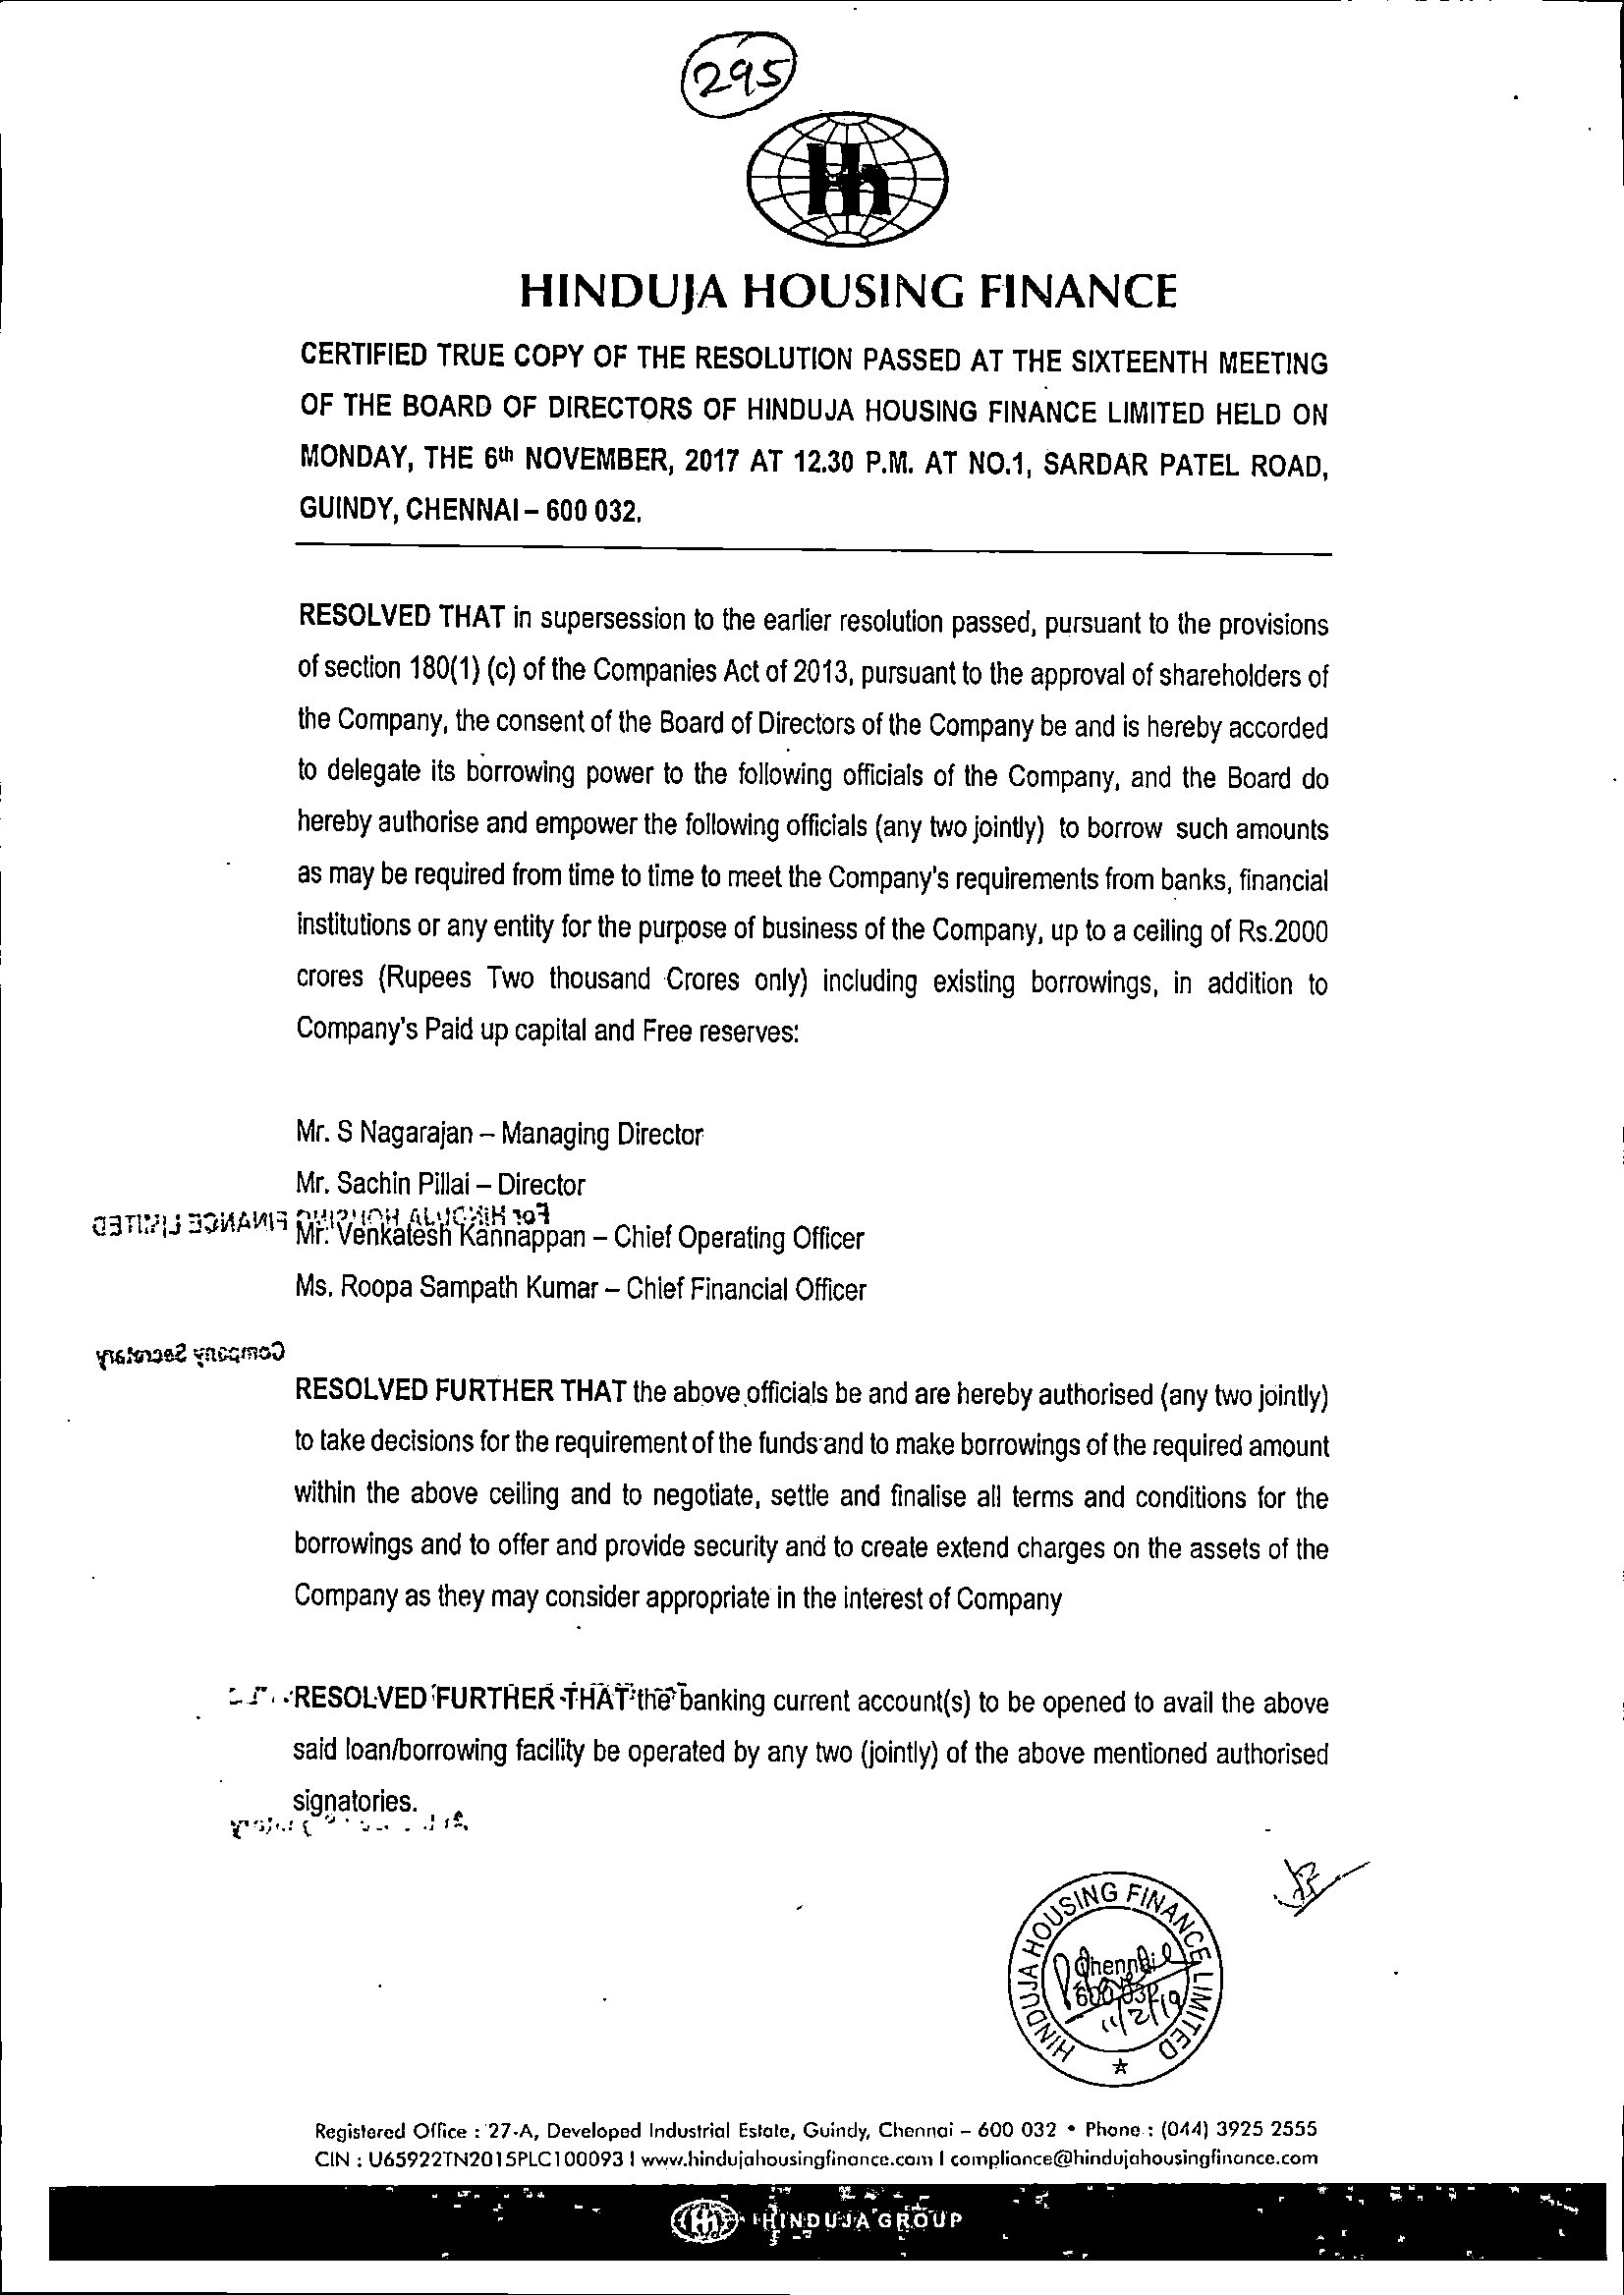 295
Hh
HINDUJA HOUSING FINANCE
CERTIFIED TRUE COPY OF THE RESOLUTION PASSED AT THE SIXTEENTH MEETING
OF THE BOARD OF DIRECTORS OF HINDUJA HOUSING FINANCE LIMITED HELD ON
MONDAY, THE 6th NOVEMBER, 2017 AT 12.30 P.M. AT NO.1, SARDAR PATEL ROAD,
GUINDY, CHENNAI – 600 032.
RESOLVED THAT in supersession to the earlier resolution passed, pursuant to the provisions
of section 180(1) (c) of the Companies Act of 2013, pursuant to the approval of shareholders of
the Company, the consent of the Board of Directors of the Company be and is hereby accorded
to delegate its borrowing power to the following officials of the Company, and the Board do
hereby authorise and empower the following officials (any two jointly) to borrow such amounts
as may be required from time to time to meet the Company's requirements from banks, financial
institutions or any entity for the purpose of business of the Company, up to a ceiling of Rs.2000
crores (Rupees Two thousand Crores only) including existing borrowings, in addition to
Company's Paid up capital and Free reserves:
Mr. S Nagarajan – Managing Director
Mr. Sachin Pillai – Director
For HINDUJA HOUSING FINANCE LIMITED
Mr. Venkatesh Kannappan – Chief Operating Officer
Ms. Roopa Sampath Kumar – Chief Financial Officer
Company Secretary
RESOLVED FURTHER THAT the above officials be and are hereby authorised (any two jointly)
to take decisions for the requirement of the funds and to make borrowings of the required amount
within the above ceiling and to negotiate, settle and finalise all terms and conditions for the
borrowings and to offer and provide security and to create extend charges on the assets of the
Company as they may consider appropriate in the interest of Company
RESOLVED FURTHER THAT the banking current account(s) to be opened to avail the above
said loan/borrowing facility be operated by any two (jointly) of the above mentioned authorised
signatories.
HINDUJA HOUSING FINANCE LIMITED
Chennai
600 032
11/2/19
Registered Office : 27-A, Developed Industrial Estate, Guindy, Chennai – 600 032 • Phone : (044) 3925 2555
CIN : U65922TN2015PLC100093 I www.hindujahousingfinance.com I compliance@hindujahousingfinance.com
HINDUJA GROUP